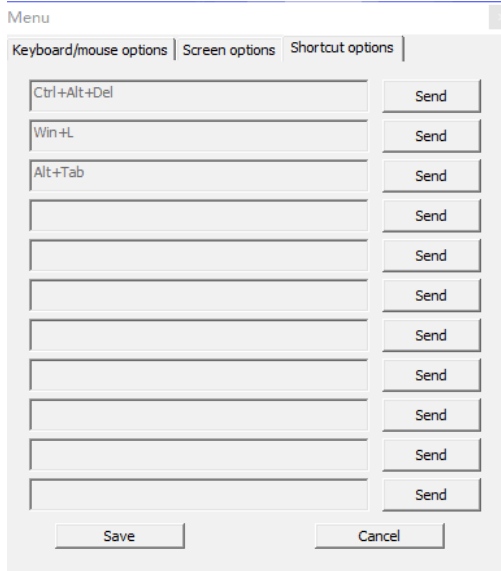 Menu
Keyboard/mouse options Screen options Shortcut options
Ctrl+Alt+Del Send
Win+L Send
Alt+Tab Send
Send
Send
Send
Send
Send
Send
Send
Send
Save Cancel